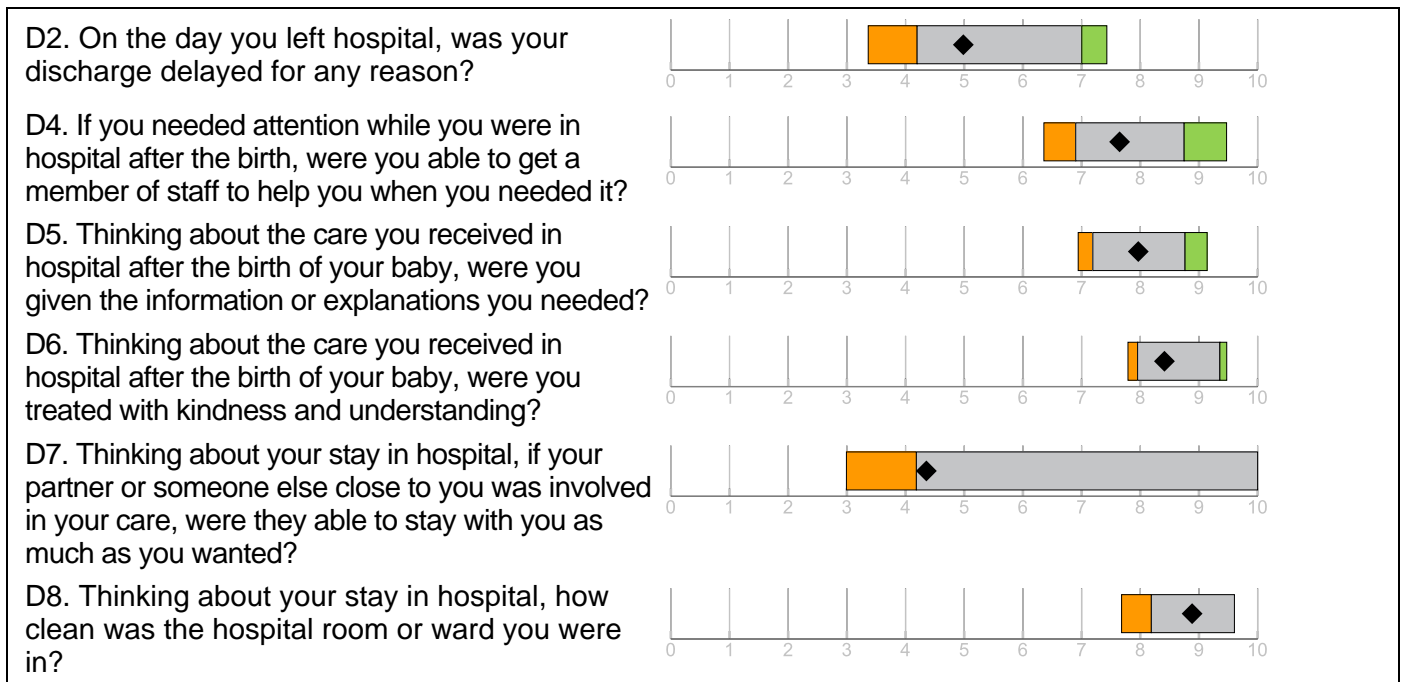 D2. On the day you left hospital, was your
discharge delayed for any reason?
0 1 2 3 4 5 6 7 8 9 10
D4. If you needed attention while you were in
hospital after the birth, were you able to get a
member of staff to help you when you needed it?
0 1 2 3 4 5 6 7 8 9 10
D5. Thinking about the care you received in
hospital after the birth of your baby, were you
given the information or explanations you needed?
0 1 2 3 4 5 6 7 8 9 10
D6. Thinking about the care you received in
hospital after the birth of your baby, were you
treated with kindness and understanding?
0 1 2 3 4 5 6 7 8 9 10
D7. Thinking about your stay in hospital, if your
partner or someone else close to you was involved
in your care, were they able to stay with you as
much as you wanted?
0 1 2 3 4 5 6 7 8 9 10
D8. Thinking about your stay in hospital, how
clean was the hospital room or ward you were
in?
0 1 2 3 4 5 6 7 8 9 10